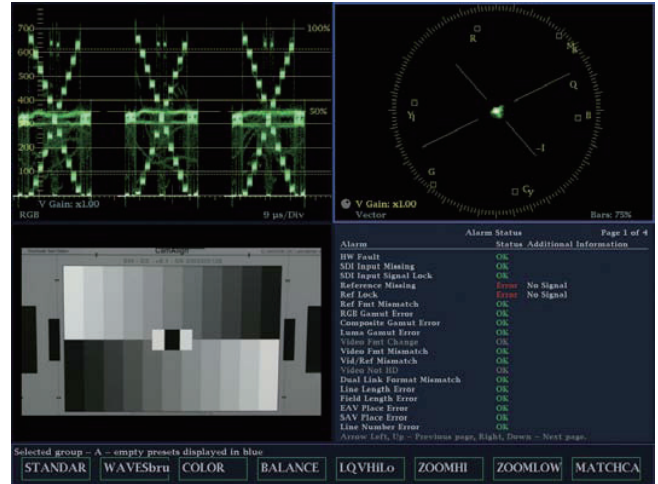 700
600
500
400
300
200
100
100%
50%
V Gain: x1.00
RGB
9 µs/Div
R
Mg
Q
B
Yl
-I
G
Cy
V Gain: x1.00
Vector
Bars: 75%
CamAlign
Alarm Status Page 1 of 4
Alarm Status Additional Information
HW Fault OK
SDI Input Missing OK
SDI Input Signal Lock OK
Reference Missing Error No Signal
Ref Lock Error No Signal
Ref Fmt Mismatch OK
RGB Gamut Error OK
Composite Gamut Error OK
Luma Gamut Error OK
Video Fmt Change OK
Video Fmt Mismatch OK
Vid/Ref Mismatch OK
Video Not HD OK
Dual Link Format Mismatch OK
Line Length Error OK
Field Length Error OK
EAV Place Error OK
SAV Place Error OK
Line Number Error OK
Arrow Left, Up - Previous page, Right, Down - Next page.
Selected group - A - empty presets displayed in blue
STANDAR WAVESbru COLOR BALANCE LQVHiLo ZOOMHI ZOOMLOW MATCHCA